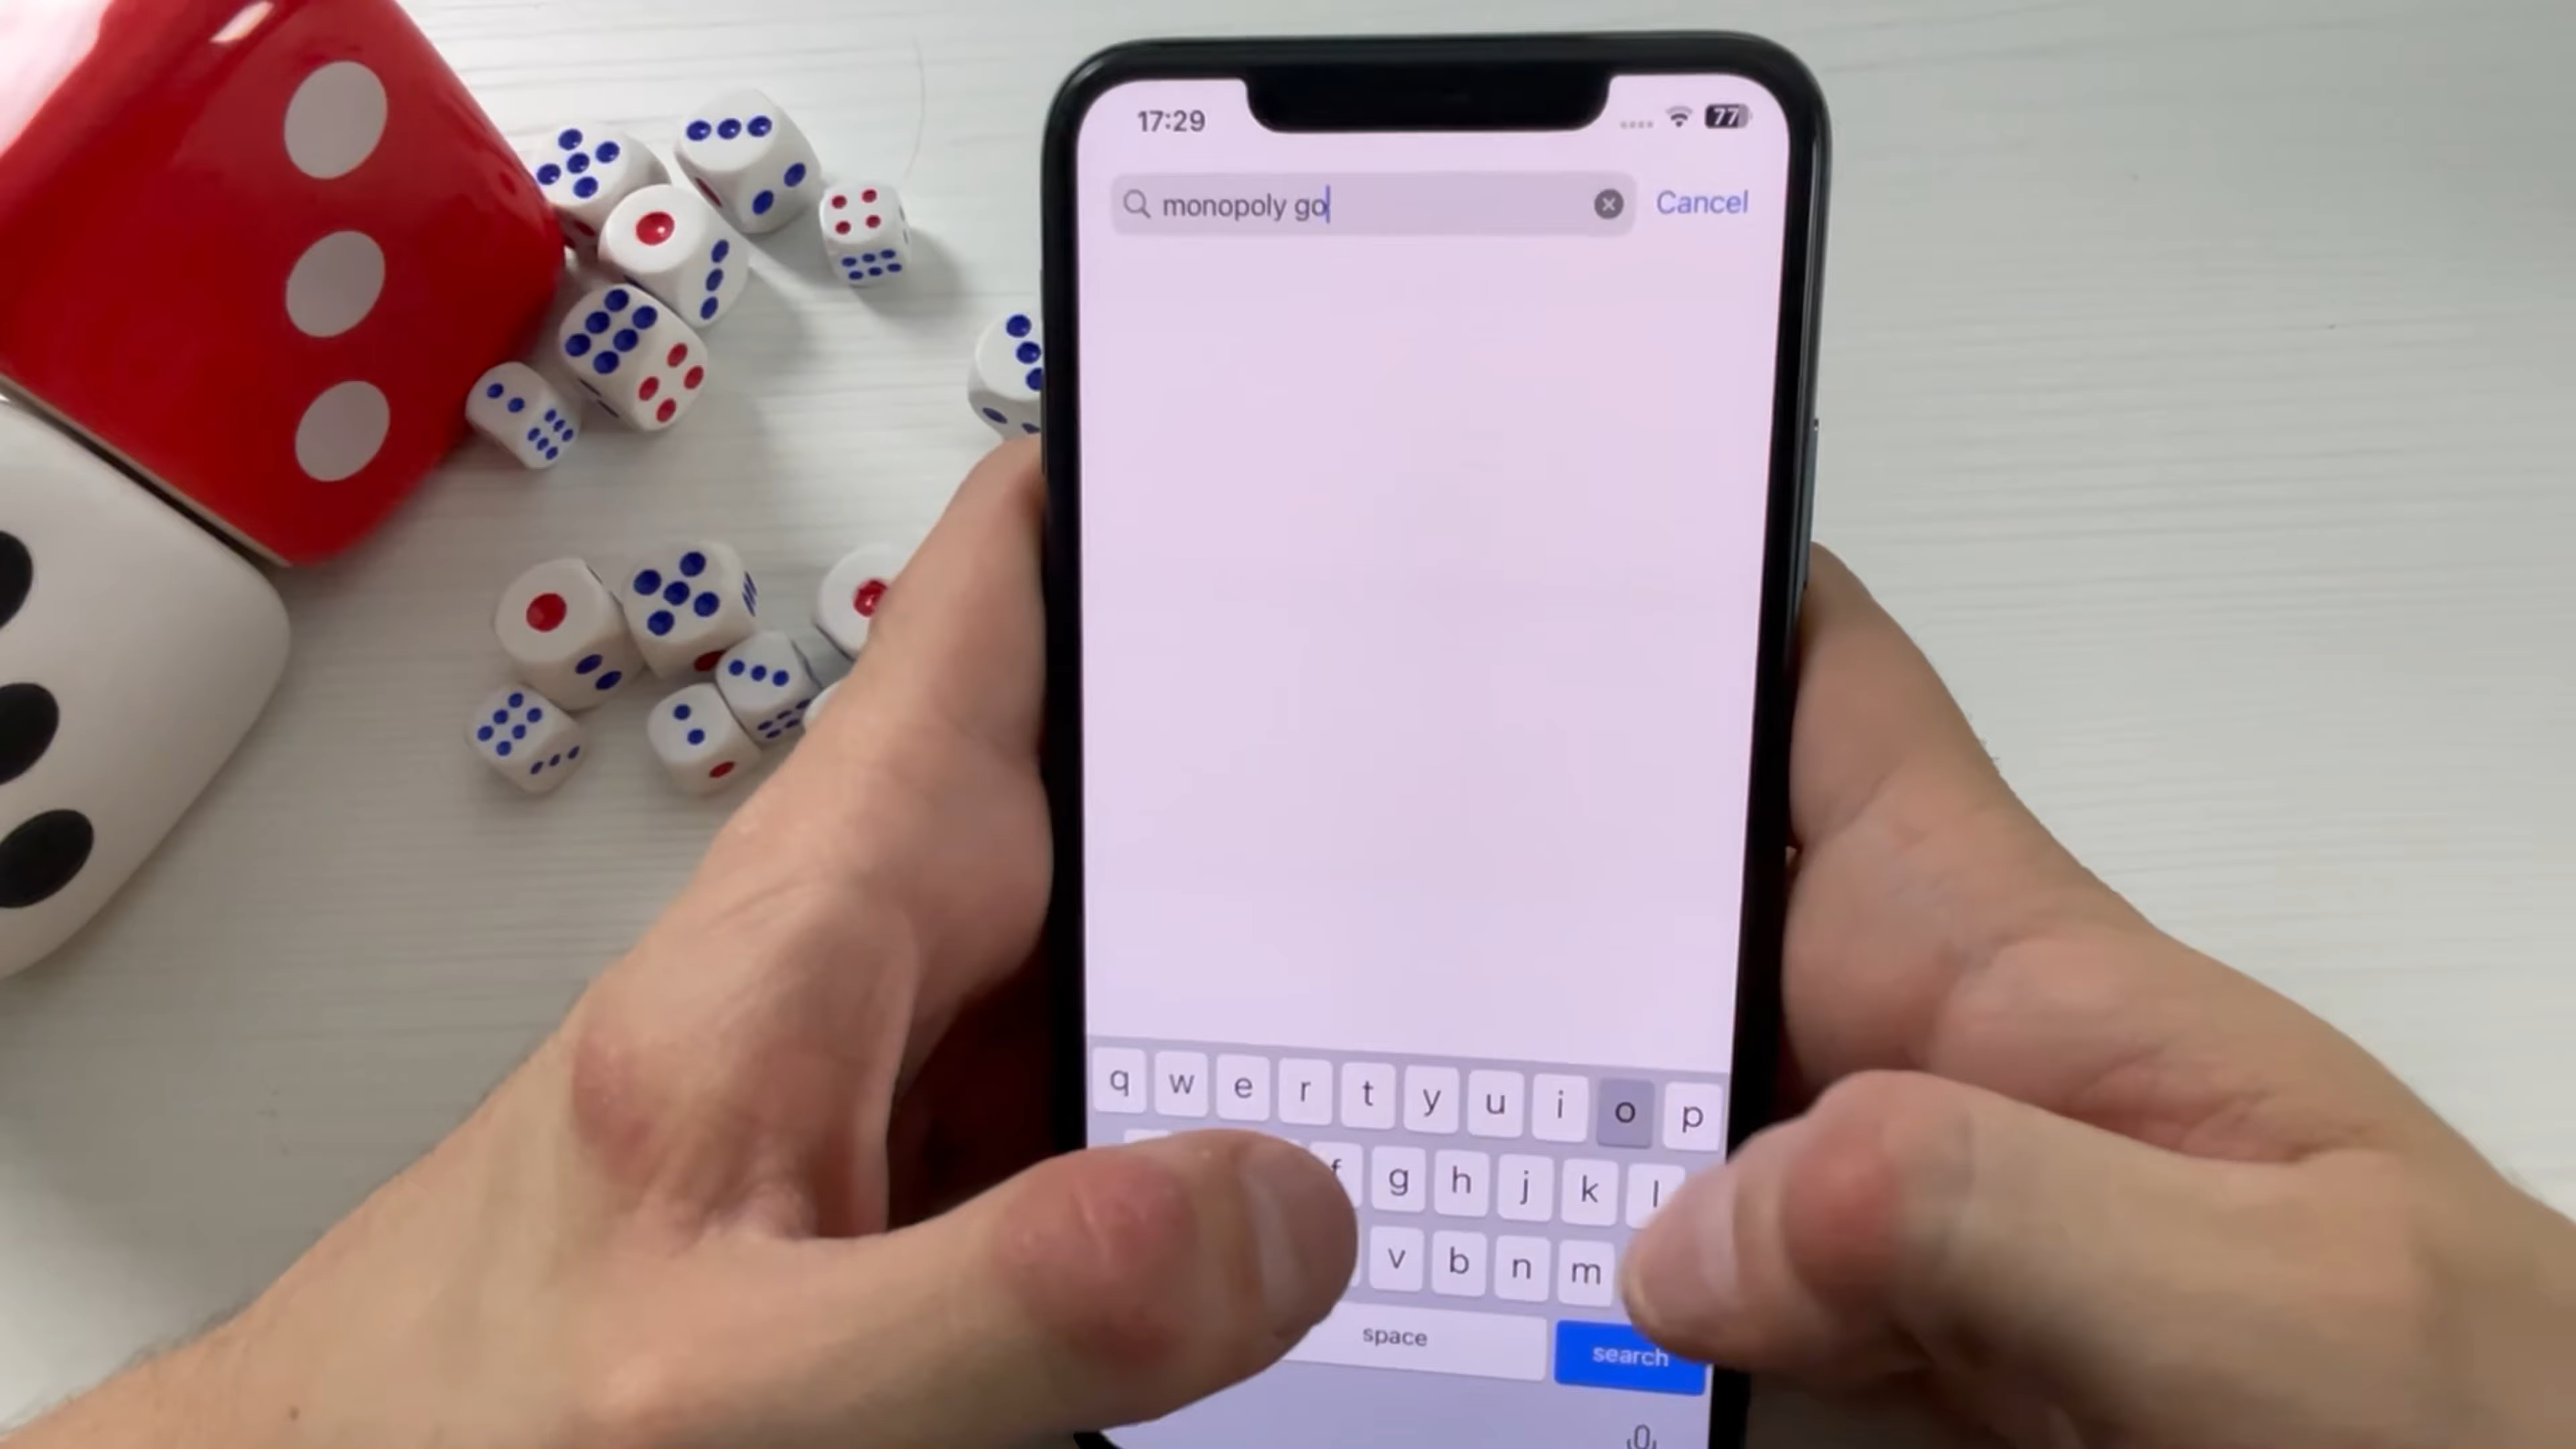 17:29
77
monopoly go
Cancel
q w e r t y u i o p
f g h j k l
v b n m
space
search